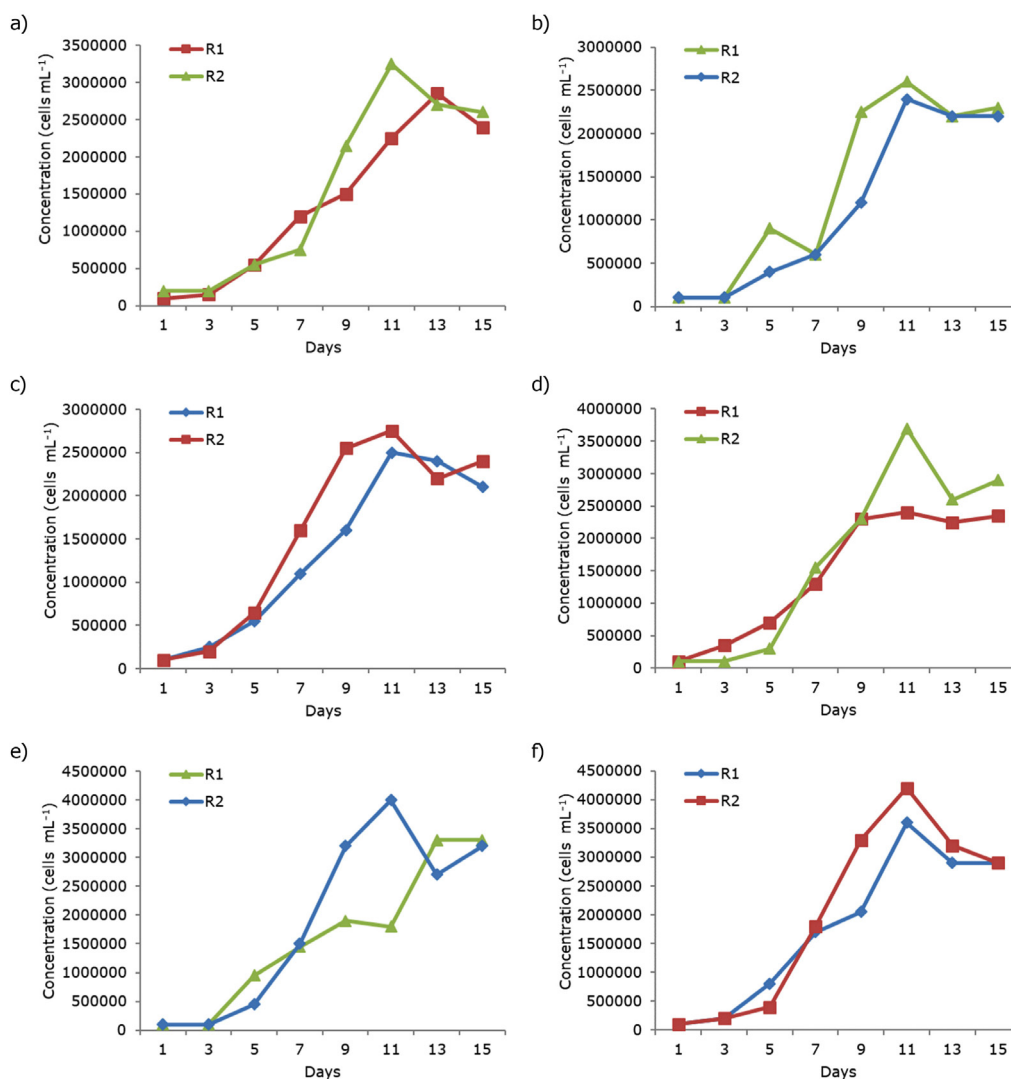 a)
R1
R2
3500000
3000000
2500000
2000000
1500000
1000000
500000
0
Concentration (cells mL⁻¹)
1 3 5 7 9 11 13 15
Days
b)
R1
R2
3000000
2500000
2000000
1500000
1000000
500000
0
Concentration (cells mL⁻¹)
1 3 5 7 9 11 13 15
Days
c)
R1
R2
3000000
2500000
2000000
1500000
1000000
500000
0
Concentration (cells mL⁻¹)
1 3 5 7 9 11 13 15
Days
d)
R1
R2
4000000
3500000
3000000
2500000
2000000
1500000
1000000
500000
0
Concentration (cells mL⁻¹)
1 3 5 7 9 11 13 15
Days
e)
R1
R2
4500000
4000000
3500000
3000000
2500000
2000000
1500000
1000000
500000
0
Concentration (cells mL⁻¹)
1 3 5 7 9 11 13 15
Days
f)
R1
R2
4500000
4000000
3500000
3000000
2500000
2000000
1500000
1000000
500000
0
Concentration (cells mL⁻¹)
1 3 5 7 9 11 13 15
Days